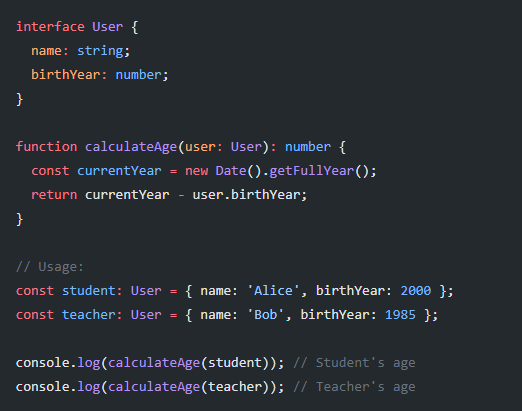 interface User {
  name: string;
  birthYear: number;
}

function calculateAge(user: User): number {
  const currentYear = new Date().getFullYear();
  return currentYear - user.birthYear;
}

// Usage:
const student: User = { name: 'Alice', birthYear: 2000 };
const teacher: User = { name: 'Bob', birthYear: 1985 };

console.log(calculateAge(student)); // Student's age
console.log(calculateAge(teacher)); // Teacher's age